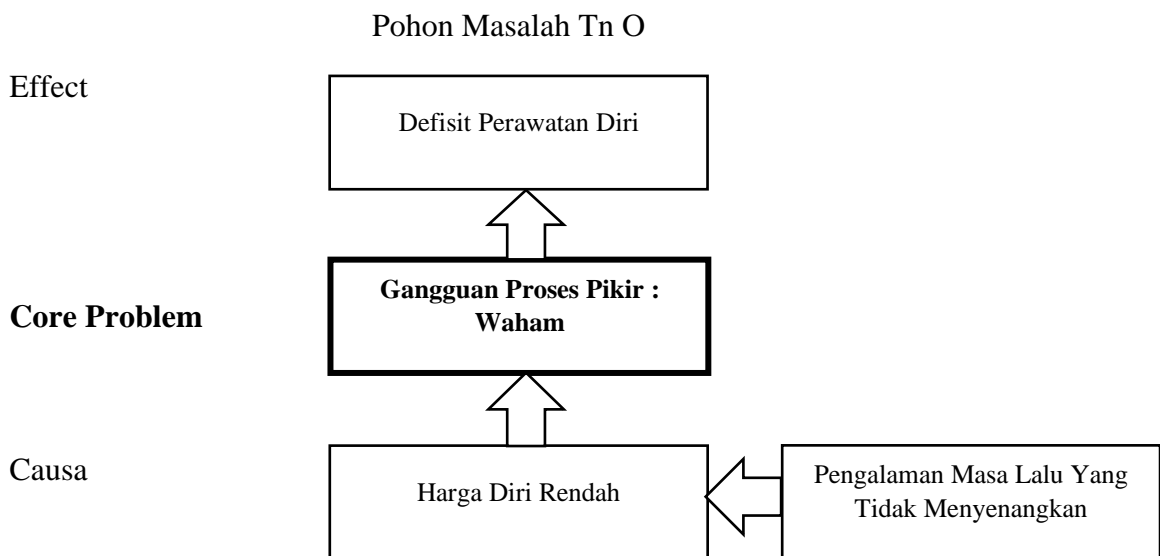 Pohon Masalah Tn O
Effect
Defisit Perawatan Diri
Gangguan Proses Pikir :
Waham
Core Problem
Causa
Harga Diri Rendah
Pengalaman Masa Lalu Yang
Tidak Menyenangkan